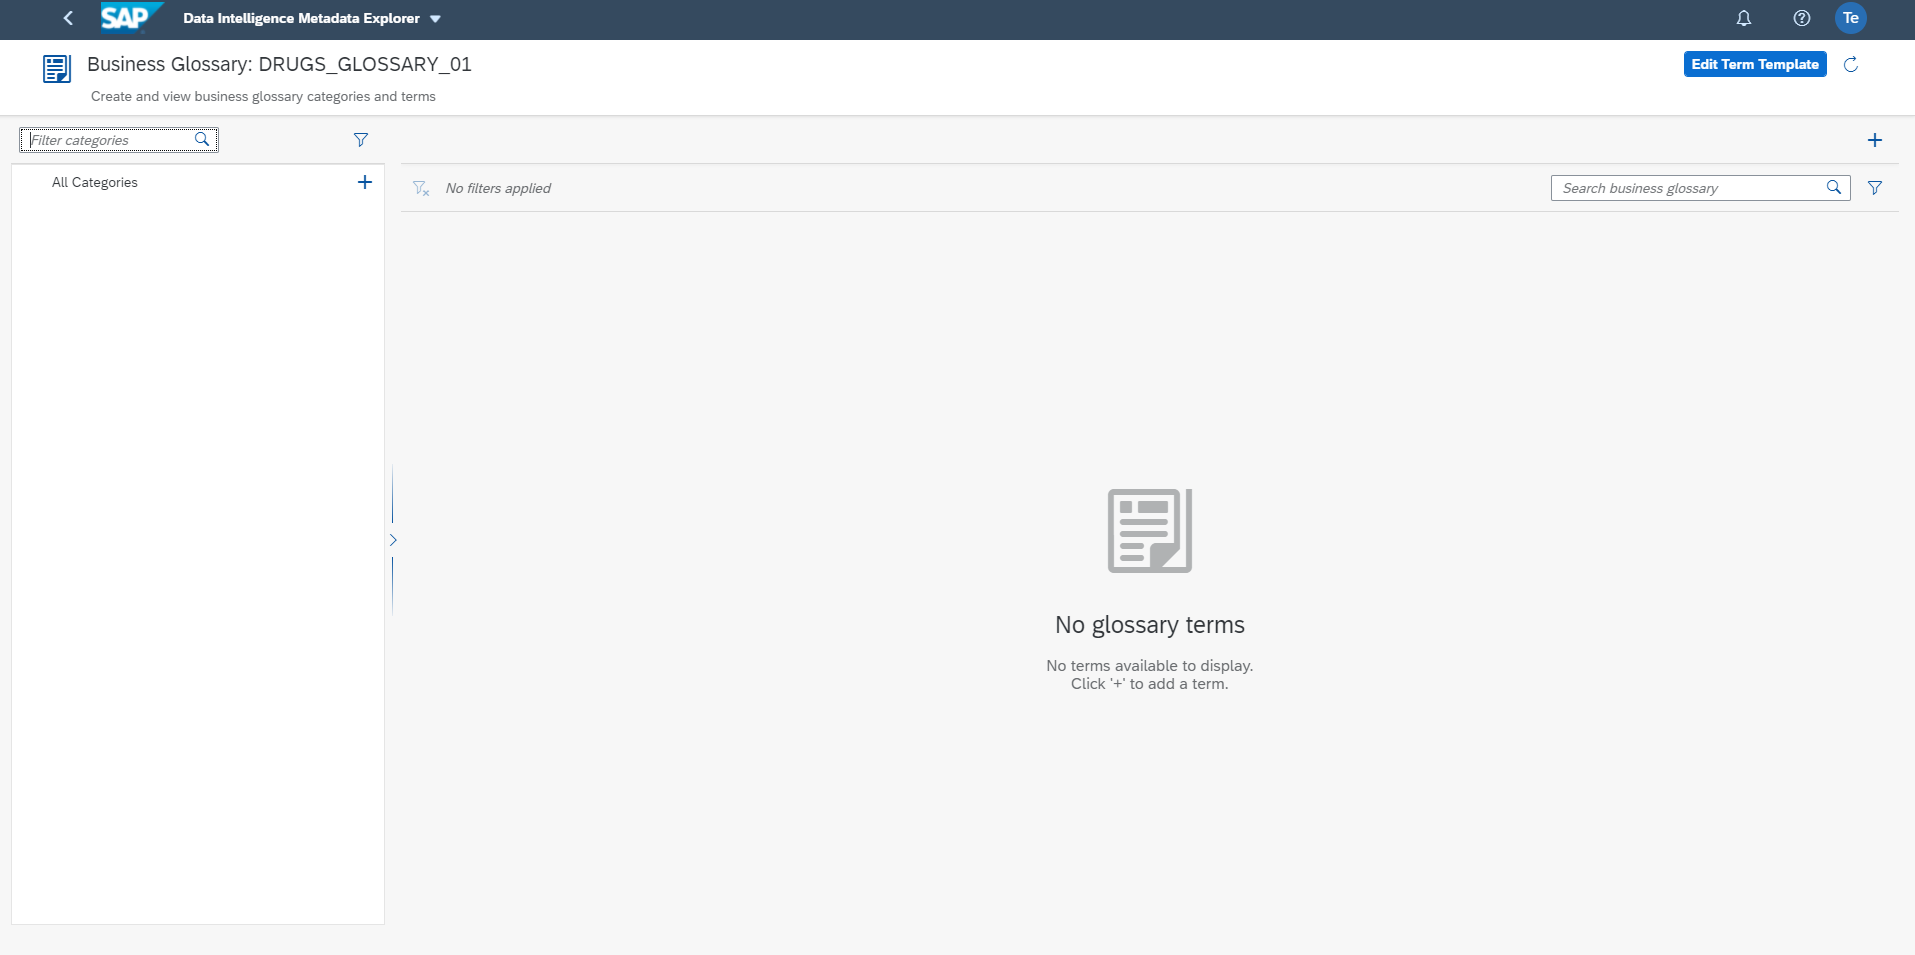 SAP Data Intelligence Metadata Explorer
Te
Business Glossary: DRUGS_GLOSSARY_01
Edit Term Template
Create and view business glossary categories and terms
Filter categories
All Categories
No filters applied
Search business glossary
No glossary terms
No terms available to display.
Click '+' to add a term.